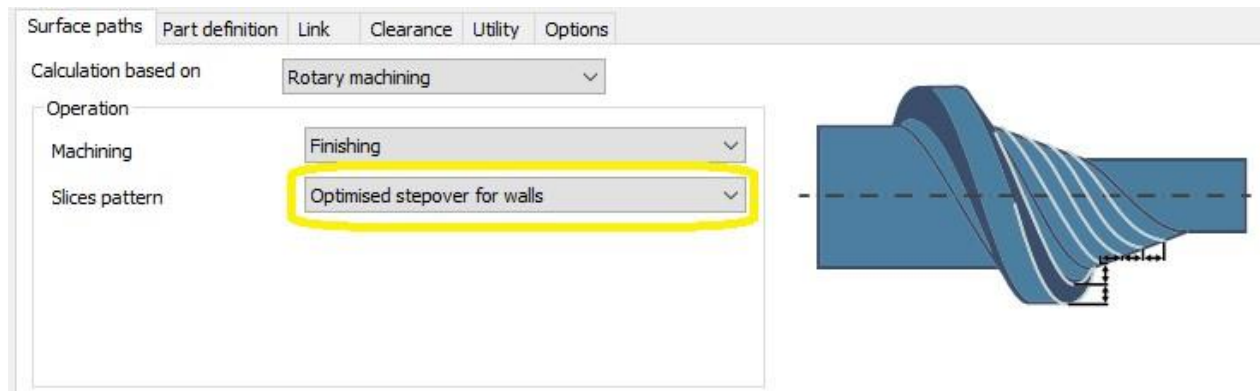 Surface paths Part definition Link Clearance Utility Options
Calculation based on Rotary machining
Operation
Machining Finishing
Slices pattern Optimised stepover for walls